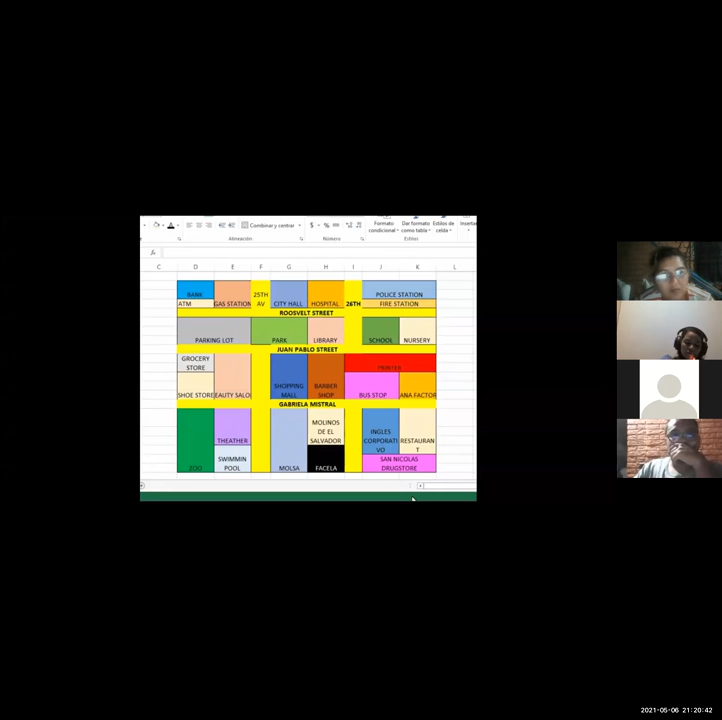 Combinar y centrar
$ - % 000
Formato condicional
Dar formato como tabla
Estilos de celda
Insertar
Alineación
Número
Estilos
fx
C D E F G H I J K L
BANK
ATM
GAS STATION
25TH AV
CITY HALL
HOSPITAL
26TH
POLICE STATION
FIRE STATION
ROOSVELT STREET
PARKING LOT
PARK
LIBRARY
SCHOOL
NURSERY
JUAN PABLO STREET
GROCERY STORE
SHOE STORE
EAUTY SALO
SHOPPING MALL
BARBER SHOP
BUS STOP
ANA FACTOR
GABRIELA MISTRAL
ZOO
THEATHER
SWIMMIN POOL
MOLSA
MOLINOS DE EL SALVADOR
FACELA
INGLES CORPORATI VO
RESTAURAN T
SAN NICOLAS DRUGSTORE
2021-05-06 21:20:42